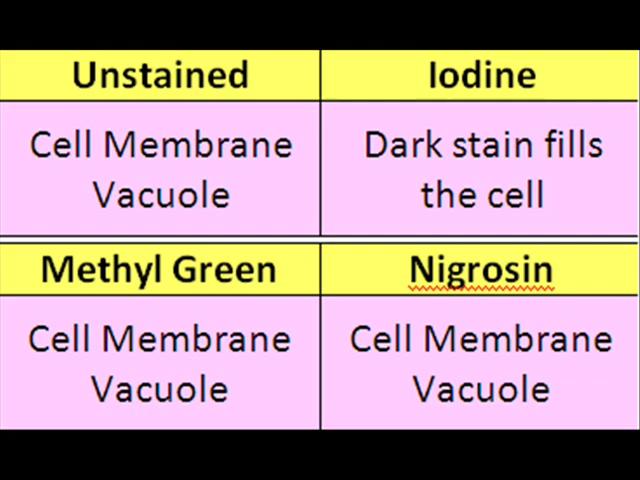 Unstained
Iodine
Cell Membrane
Vacuole
Dark stain fills
the cell
Methyl Green
Nigrosin
Cell Membrane
Vacuole
Cell Membrane
Vacuole